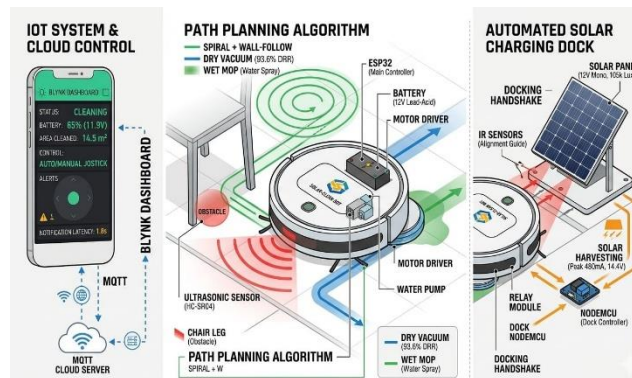 IOT SYSTEM &
CLOUD CONTROL
BLYNK DASHBOARD
STATUS: CLEANING
BATTERY: 85% (11.9V)
AREA CLEANED: 14.5 m²
CONTROL:
AUTO/MANUAL JOSTICK
ALERTS
1
NOTIFICATION LATENCY: 1.8s
BLYNK DASHBOARD
MQTT
MQTT
CLOUD SERVER
PATH PLANNING ALGORITHM
SPIRAL + WALL-FOLLOW
DRY VACUUM (93.6% DRR)
WET MOP (Water Spray)
ESP32
(Main Controller)
BATTERY
(12V Lead-Acid)
MOTOR DRIVER
OBSTACLE
ULTRASONIC SENSOR
(HC-SR04)
CHAIR LEG
(Obstacle)
MOTOR DRIVER
WATER PUMP
PATH PLANNING ALGORITHM
SPIRAL + W
DRY VACUUM
(93.6% DRR)
WET MOP
(Water Spray)
AUTOMATED SOLAR
CHARGING DOCK
SOLAR PANE
(12V Mono, 105k Lux
DOCKING
HANDSHAKE
IR SENSORS
(Alignment Guide)
SOLAR
HARVESTING
(Peak 480mA, 14.4V)
RELAY
MODULE
NODEMCU
(Dock Controller)
DOCK
NODEMCU
DOCKING
HANDSHAKE